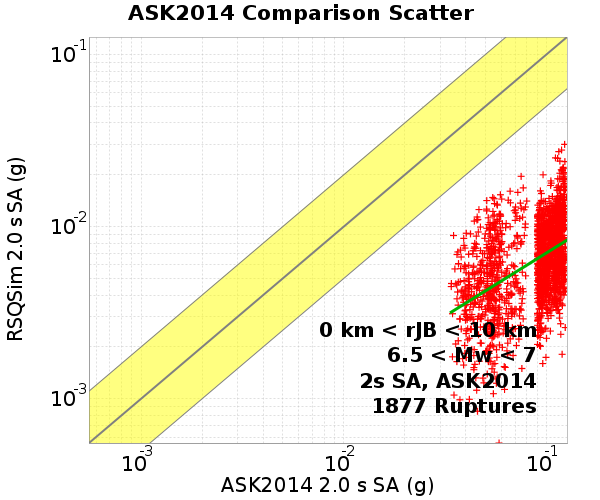 ASK2014 Comparison Scatter
10-1
10-2
10-3
RSQSim 2.0 s SA (g)
0 km < rJB < 10 km
6.5 < Mw < 7
2s SA, ASK2014
1877 Ruptures
10-3 10-2 10-1
ASK2014 2.0 s SA (g)